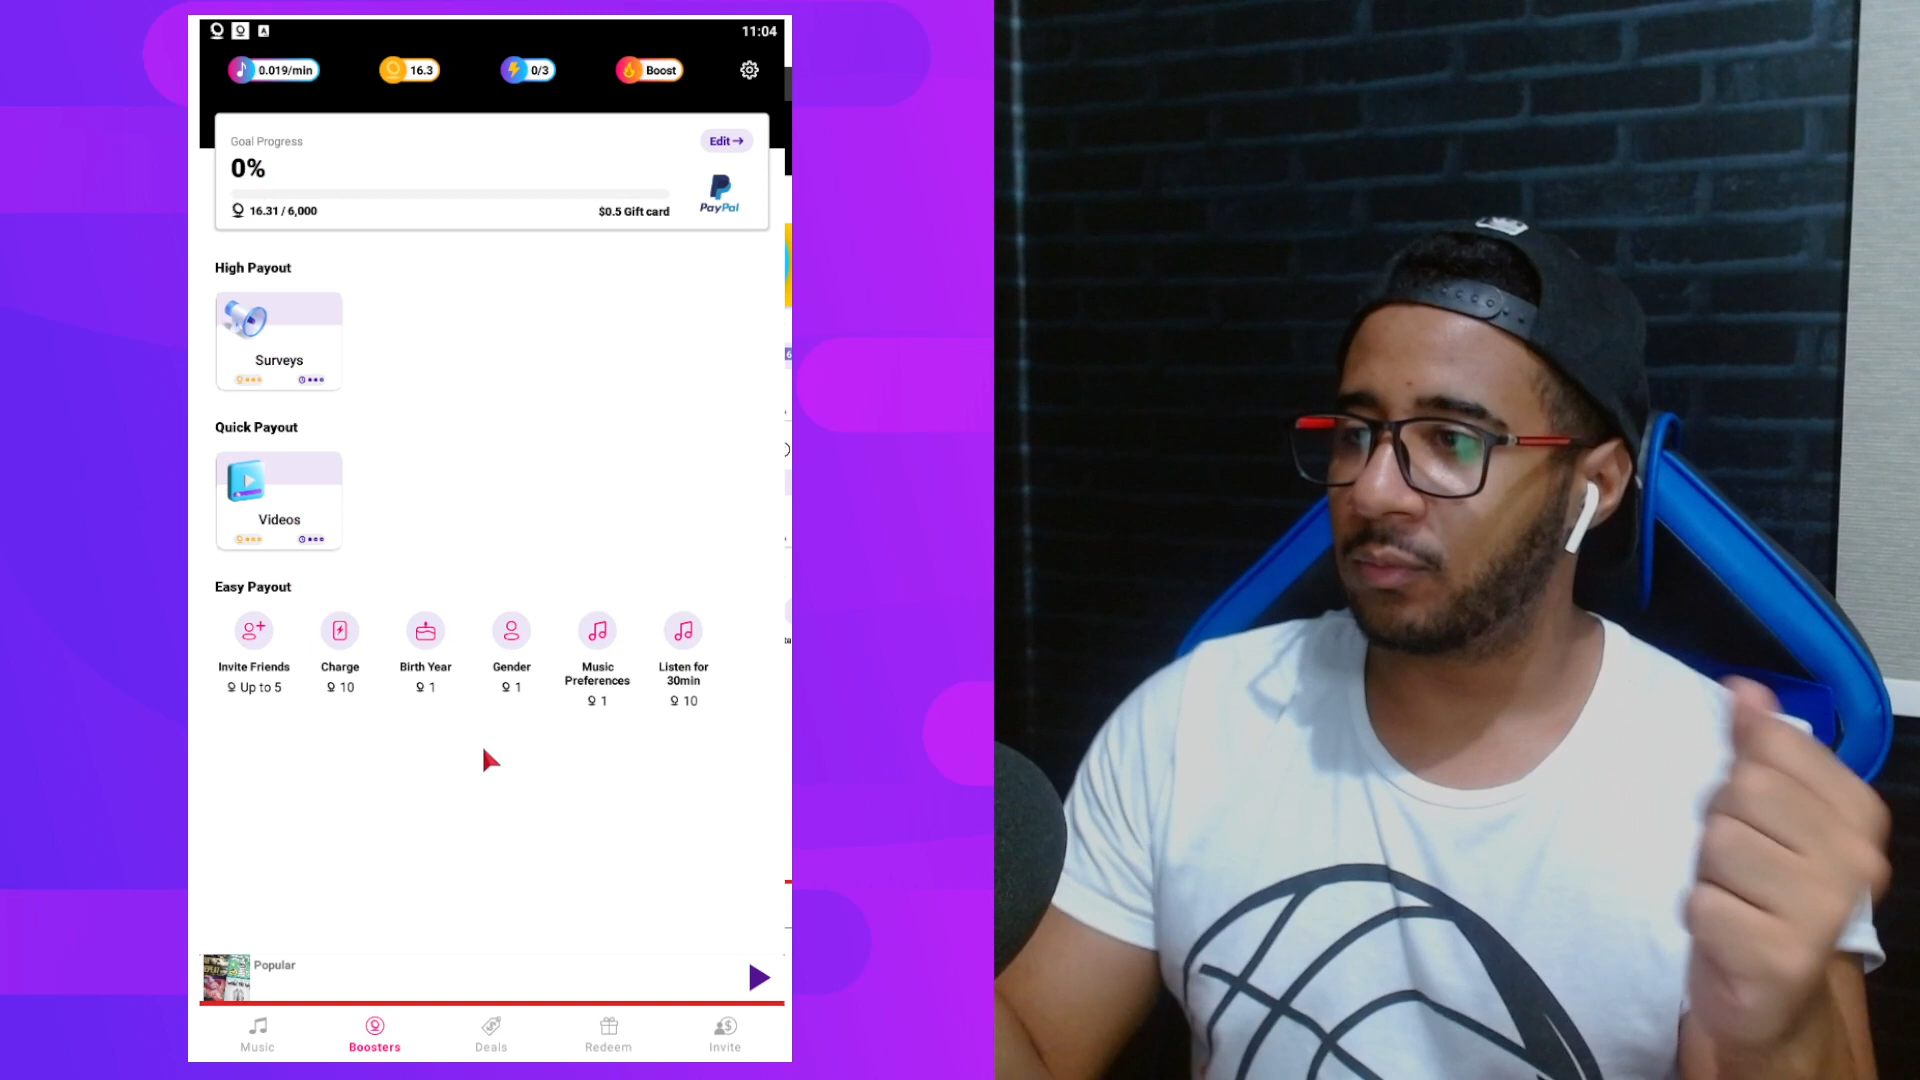 11:04
0.019/min 16.3 0/3 Boost
Goal Progress
Edit→
0%
16.31 / 6,000
$0.5 Gift card
PayPal
High Payout
Surveys
Quick Payout
Videos
Easy Payout
Invite Friends
Up to 5
Charge
10
Birth Year
1
Gender
1
Music
Preferences
1
Listen for
30min
10
Popular
Music
Boosters
Deals
Redeem
Invite